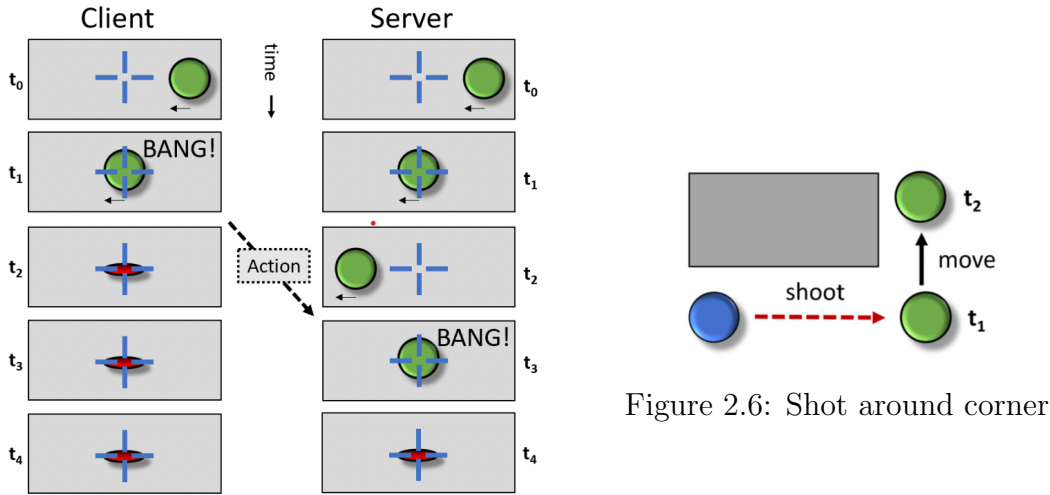 Client
Server
time
t0
t0
BANG!
t1
t1
t2
Action
t2
BANG!
t3
t3
t4
t4
t2
move
shoot
t1
Figure 2.6: Shot around corner